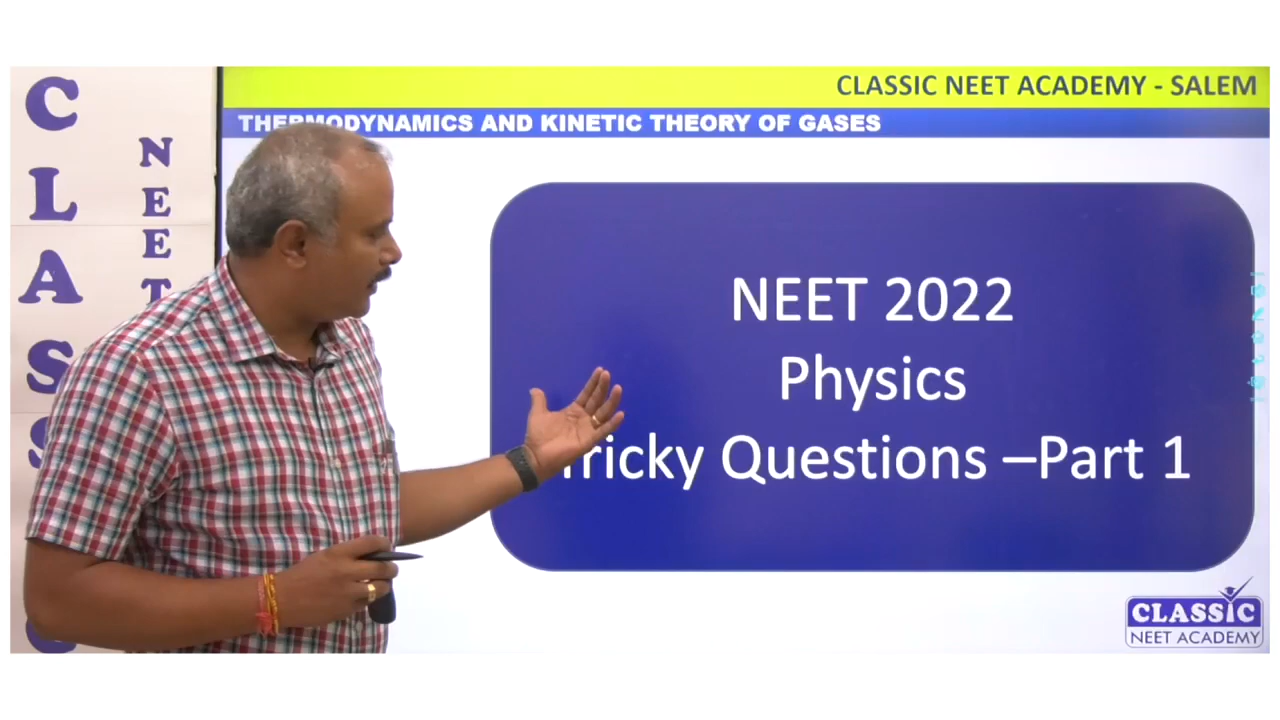 CLASSIC NEET ACADEMY - SALEM
THERMODYNAMICS AND KINETIC THEORY OF GASES
C
L
A
S
S
N
E
E
T
NEET 2022
Physics
Tricky Questions –Part 1
CLASSIC
NEET ACADEMY